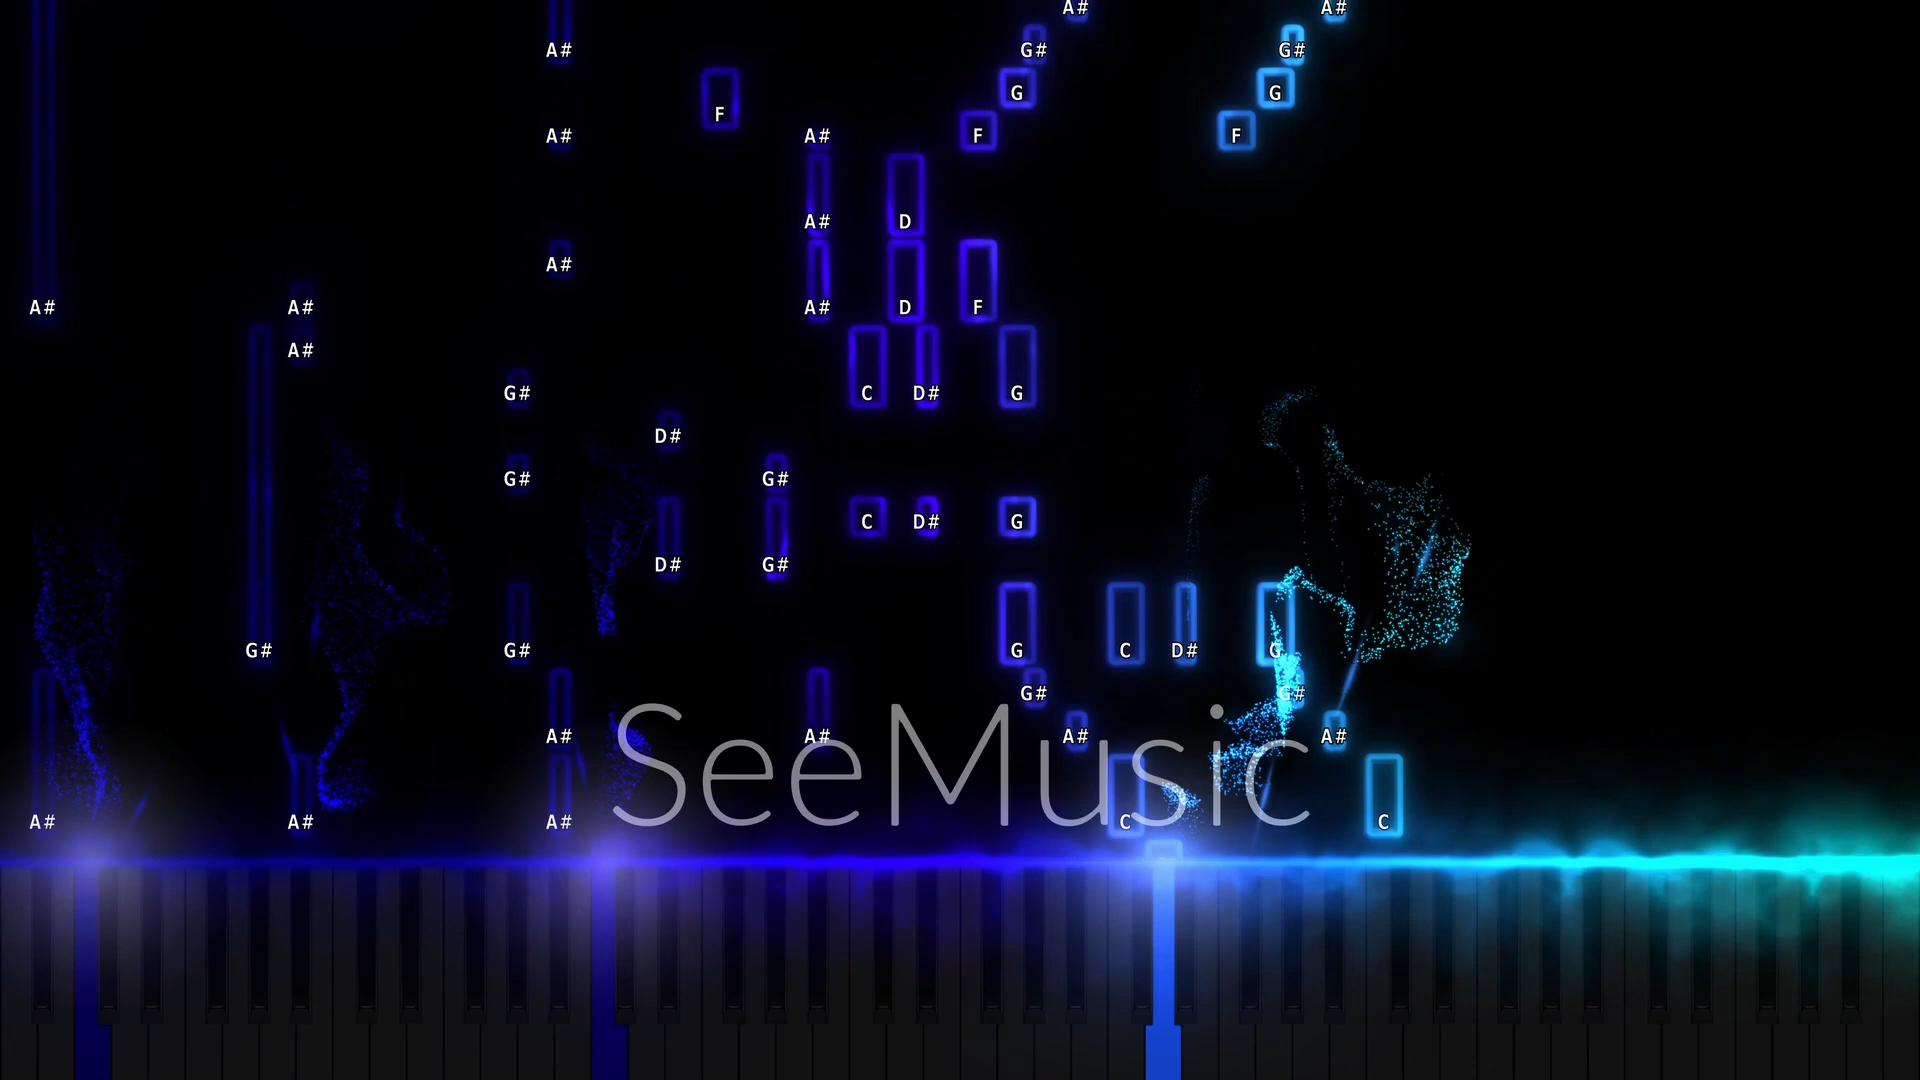 A# A#
A# G# G#
F G G
A# A# F F
A# D
A#
A# A# A# D F
A#
G# C D# G
D#
G# G#
C D# G
D# G#
G# G# G C D# G
G# G#
A# A# A# A#
SeeMusic
A# A# A# C C